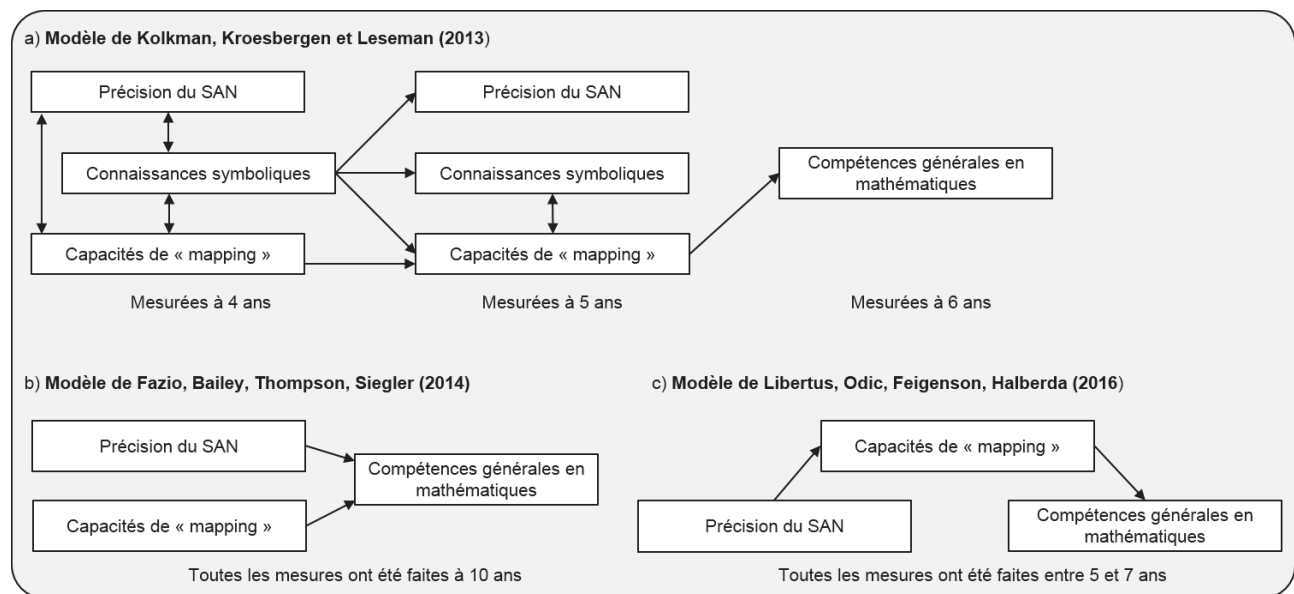 a) Modèle de Kolkman, Kroesbergen et Leseman (2013)
Précision du SAN
Précision du SAN
Connaissances symboliques
Connaissances symboliques
Compétences générales en
mathématiques
Capacités de « mapping »
Capacités de « mapping »
Mesurées à 4 ans
Mesurées à 5 ans
Mesurées à 6 ans
b) Modèle de Fazio, Bailey, Thompson, Siegler (2014)
Précision du SAN
Compétences générales en
mathématiques
Capacités de « mapping »
Toutes les mesures ont été faites à 10 ans
c) Modèle de Libertus, Odic, Feigenson, Halberda (2016)
Capacités de « mapping »
Précision du SAN
Compétences générales en
mathématiques
Toutes les mesures ont été faites entre 5 et 7 ans